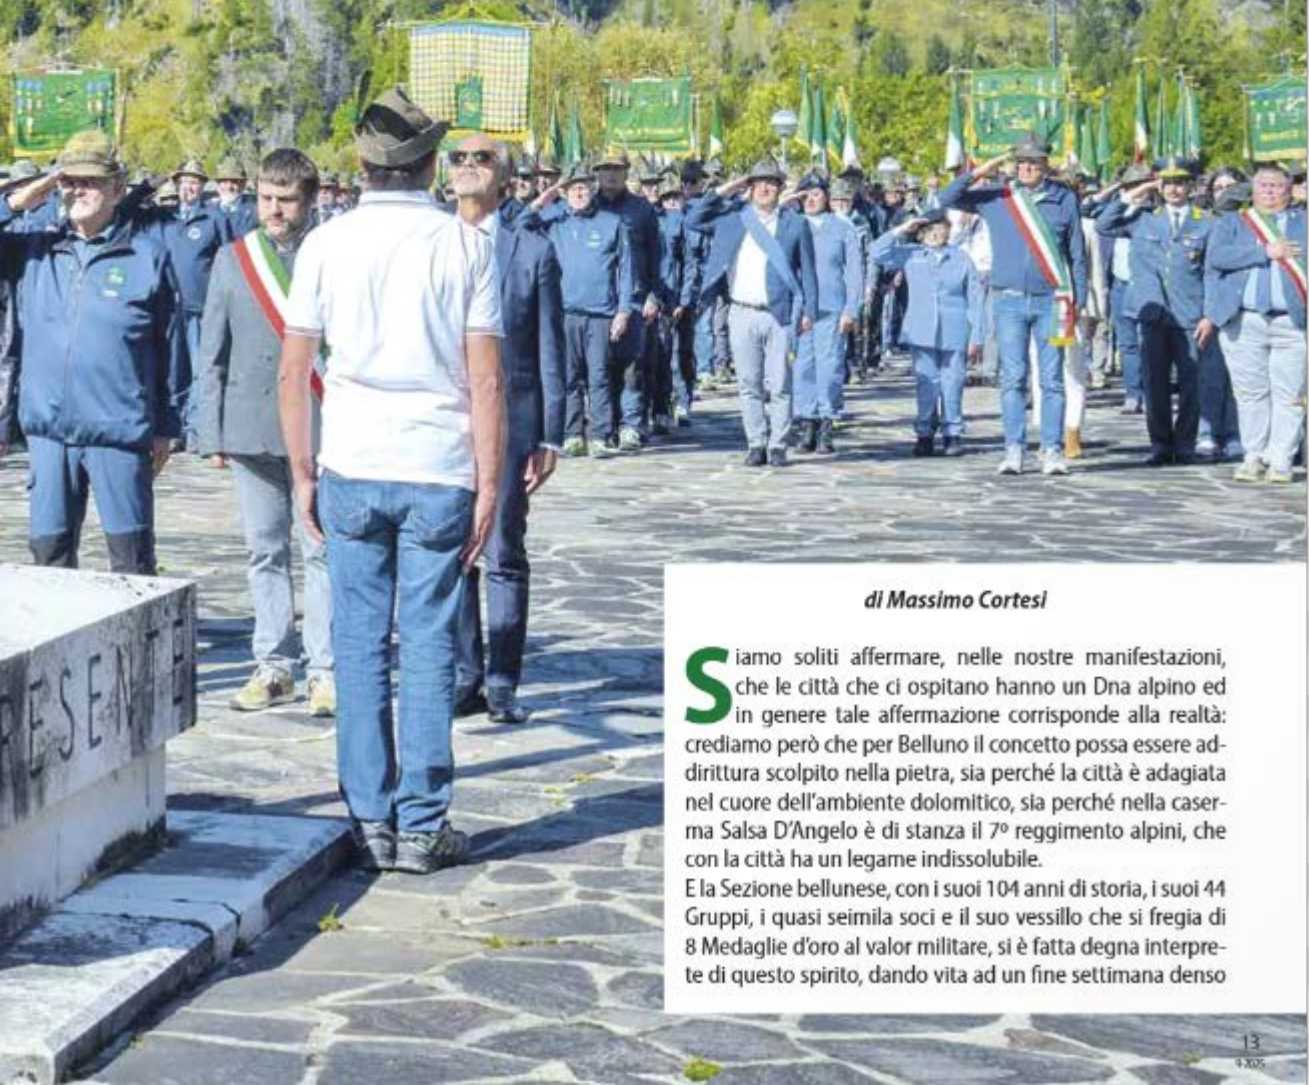 RESENTE
di Massimo Cortesi
Siamo soliti affermare, nelle nostre manifestazioni,
che le città che ci ospitano hanno un Dna alpino ed
in genere tale affermazione corrisponde alla realtà:
crediamo però che per Belluno il concetto possa essere ad-
dirittura scolpito nella pietra, sia perché la città è adagiata
nel cuore dell'ambiente dolomitico, sia perché nella caser-
ma Salsa D'Angelo è di stanza il 7º reggimento alpini, che
con la città ha un legame indissolubile.
E la Sezione bellunese, con i suoi 104 anni di storia, i suoi 44
Gruppi, i quasi seimila soci e il suo vessillo che si fregia di
8 Medaglie d'oro al valor militare, si è fatta degna interpre-
te di questo spirito, dando vita ad un fine settimana denso
13
9-2025